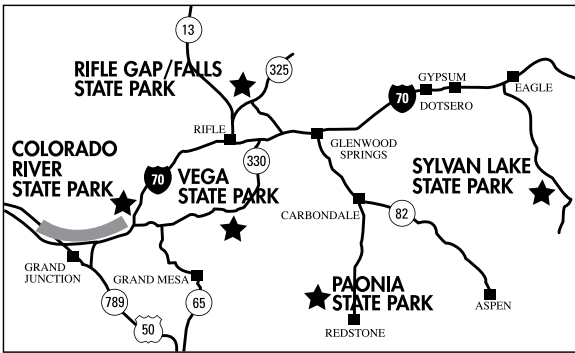 13
RIFLE GAP/FALLS
STATE PARK
325
GYPSUM
EAGLE
70
DOTSERO
RIFLE
GLENWOOD
SPRINGS
COLORADO
RIVER
STATE PARK
70
VEGA
STATE PARK
330
SYLVAN LAKE
STATE PARK
CARBONDALE
82
GRAND
JUNCTION
GRAND MESA
PAONIA
STATE PARK
789
65
50
REDSTONE
ASPEN